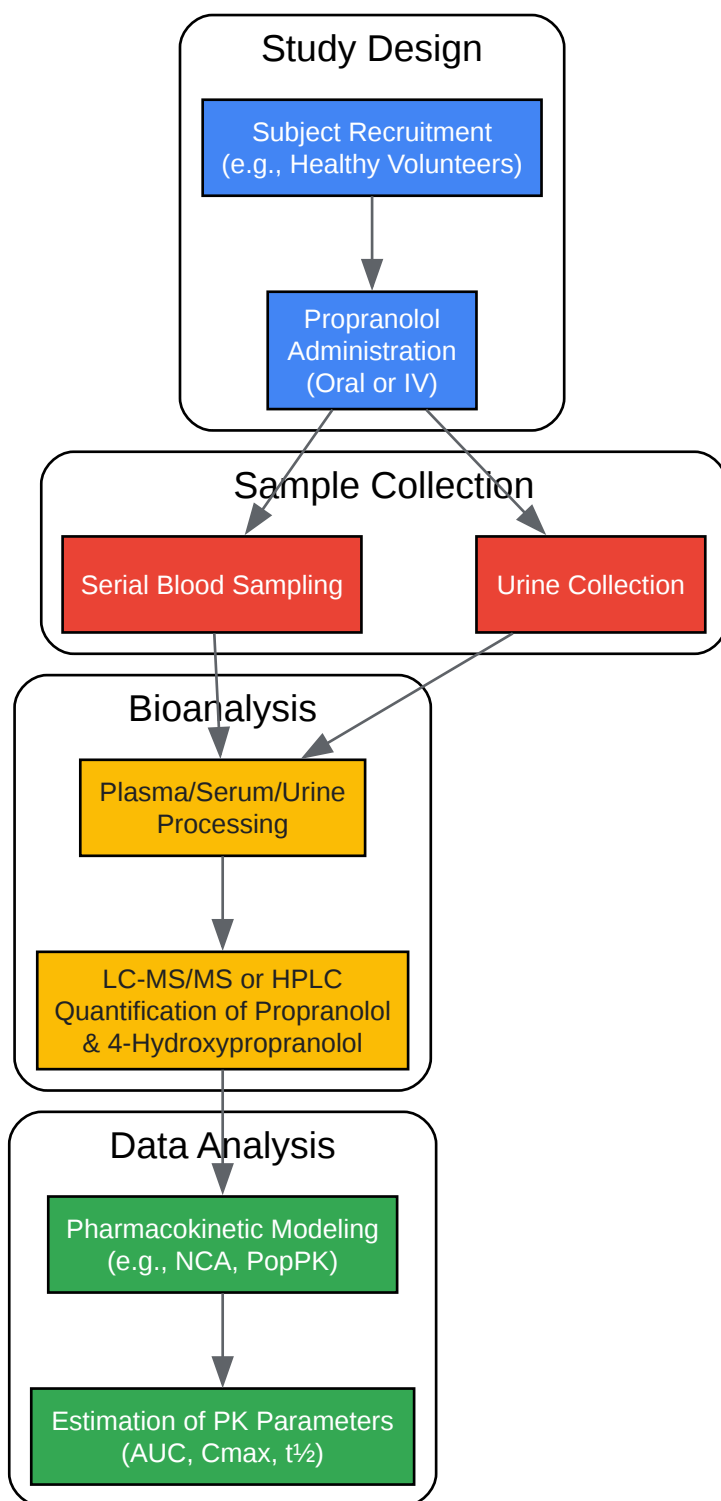 Study Design
Subject Recruitment
(e.g., Healthy Volunteers)
Propranolol
Administration
(Oral or IV)
Sample Collection
Serial Blood Sampling
Urine Collection
Bioanalysis
Plasma/Serum/Urine
Processing
LC-MS/MS or HPLC
Quantification of Propranolol
& 4-Hydroxypropranolol
Data Analysis
Pharmacokinetic Modeling
(e.g., NCA, PopPK)
Estimation of PK Parameters
(AUC, Cmax, t½)